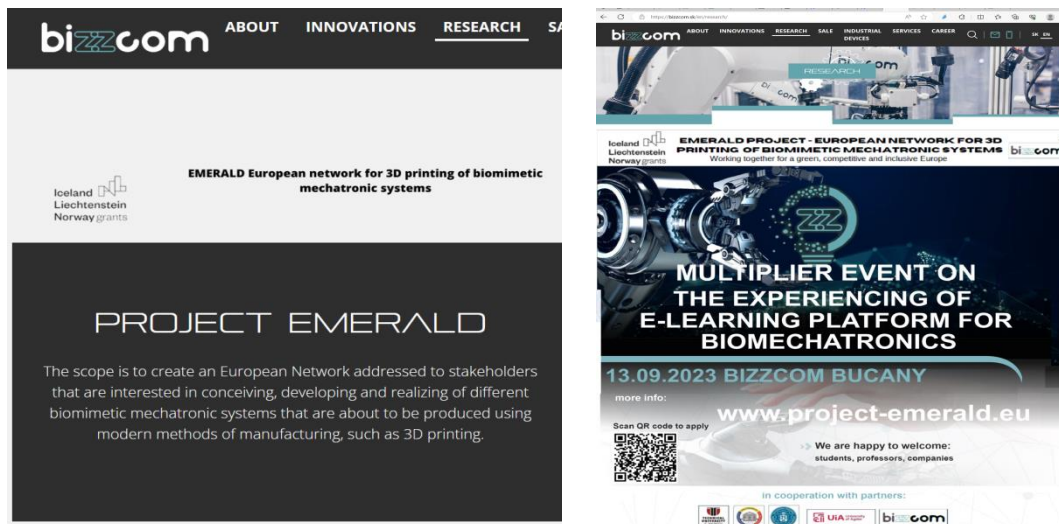 bizzcom
ABOUT INNOVATIONS RESEARCH
Iceland
Liechtenstein
Norway grants
EMERALD European network for 3D printing of biomimetic
mechatronic systems
PROJECT EMERALD
The scope is to create an European Network addressed to stakeholders
that are interested in conceiving, developing and realizing of different
biomimetic mechatronic systems that are about to be produced using
modern methods of manufacturing, such as 3D printing.
https://bizzcom.sk/en/research/
bizzcom ABOUT INNOVATIONS RESEARCH SALE INDUSTRIAL DEVICES SERVICES CAREER SK EN
RESEARCH
Iceland
Liechtenstein
Norway grants
EMERALD PROJECT - EUROPEAN NETWORK FOR 3D
PRINTING OF BIOMIMETIC MECHATRONIC SYSTEMS
Working together for a green, competitive and inclusive Europe
bizzcom
MULTIPLIER EVENT ON
THE EXPERIENCING OF
E-LEARNING PLATFORM FOR
BIOMECHATRONICS
13.09.2023 BIZZCOM BUCANY
more info:
www.project-emerald.eu
Scan QR code to apply
We are happy to welcome:
students, professors, companies
in cooperation with partners:
UiA
bizzcom